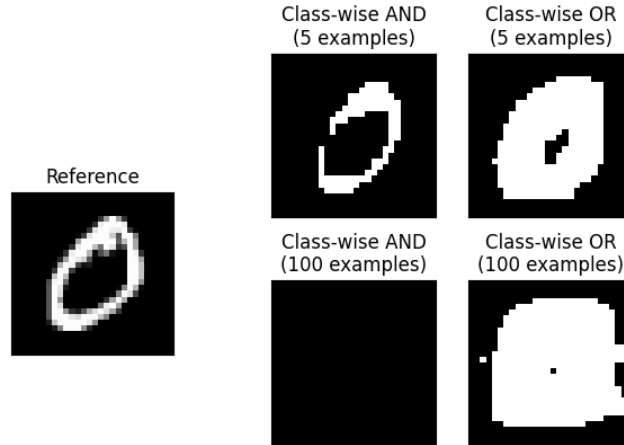 Class-wise AND
(5 examples)
Class-wise OR
(5 examples)
Reference
Class-wise AND
(100 examples)
Class-wise OR
(100 examples)